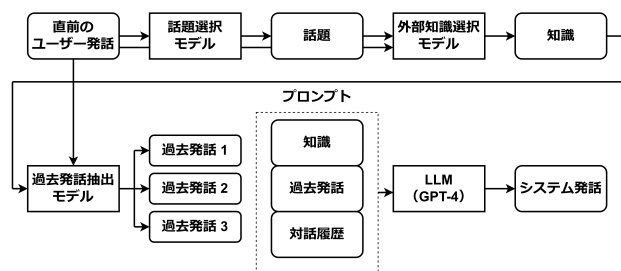 直前の
ユーザー発話
話題選択
モデル
話題
外部知識選択
モデル
知識
プロンプト
過去発話抽出
モデル
過去発話 1
過去発話 2
過去発話 3
知識
過去発話
対話履歴
LLM
（GPT-4）
システム発話